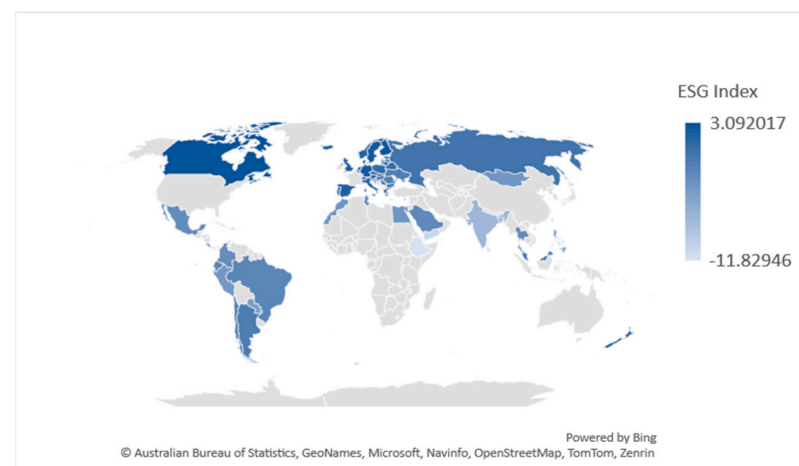 ESG Index
3.092017
-11.82946
Powered by Bing
© Australian Bureau of Statistics, GeoNames, Microsoft, Navinfo, OpenStreetMap, TomTom, Zenrin